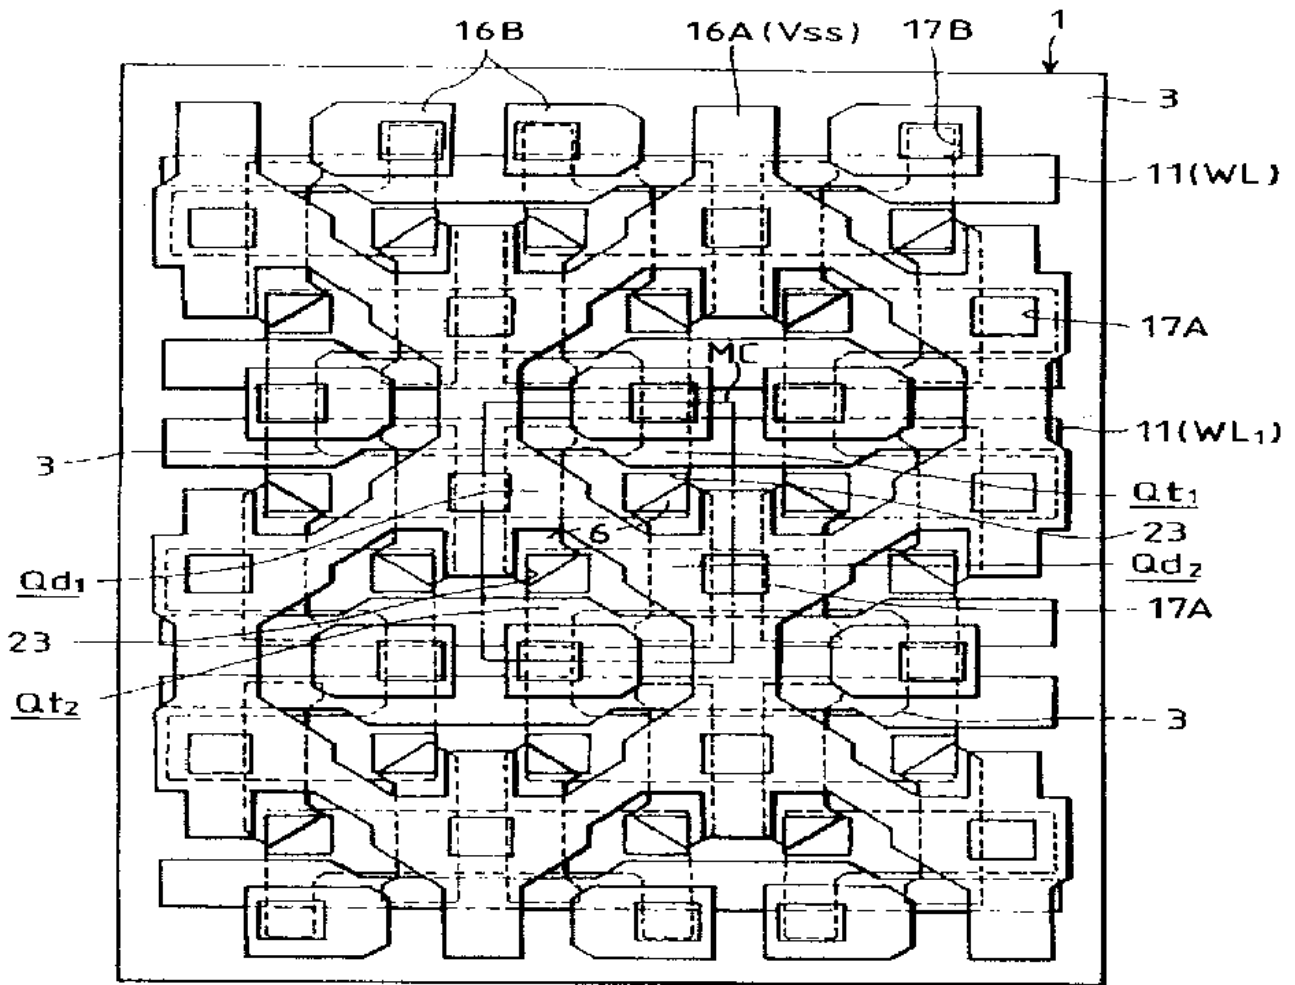 16B 16A(Vss) 17B 1
3
11(WL)
17A
MC
11(WL₁)
3
Qt₁
6
23
Qd₁
Qd₂
17A
23
Qt₂
3